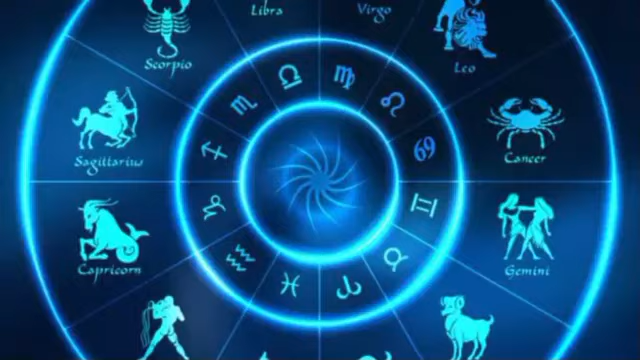 Libra
Virgo
Scorpio
Leo
Sagittarius
Cancer
Capricorn
Gemini